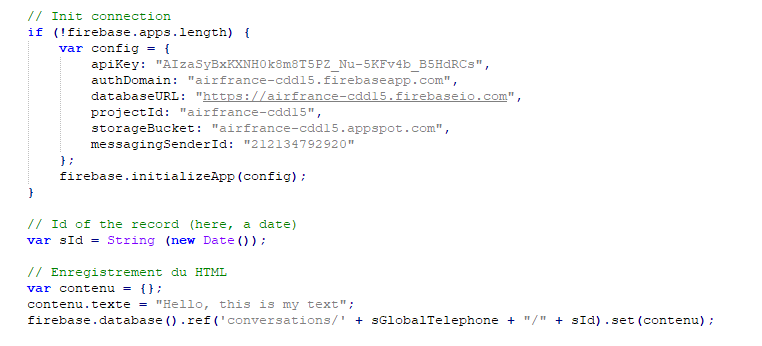 // Init connection
if (!firebase.apps.length) {
var config = {
apiKey: "AIzaSyBxKXNH0k8m8T5PZ_Nu-5KFv4b_B5HdRCs",
authDomain: "airfrance-cdd15.firebaseapp.com",
databaseURL: "https://airfrance-cdd15.firebaseio.com",
projectId: "airfrance-cdd15",
storageBucket: "airfrance-cdd15.appspot.com",
messagingSenderId: "212134792920"
};
firebase.initializeApp(config);
}
// Id of the record (here, a date)
var sId = String (new Date());
// Enregistrement du HTML
var contenu = {};
contenu.texte = "Hello, this is my text";
firebase.database().ref('conversations/' + sGlobalTelephone + "/" + sId).set(contenu);